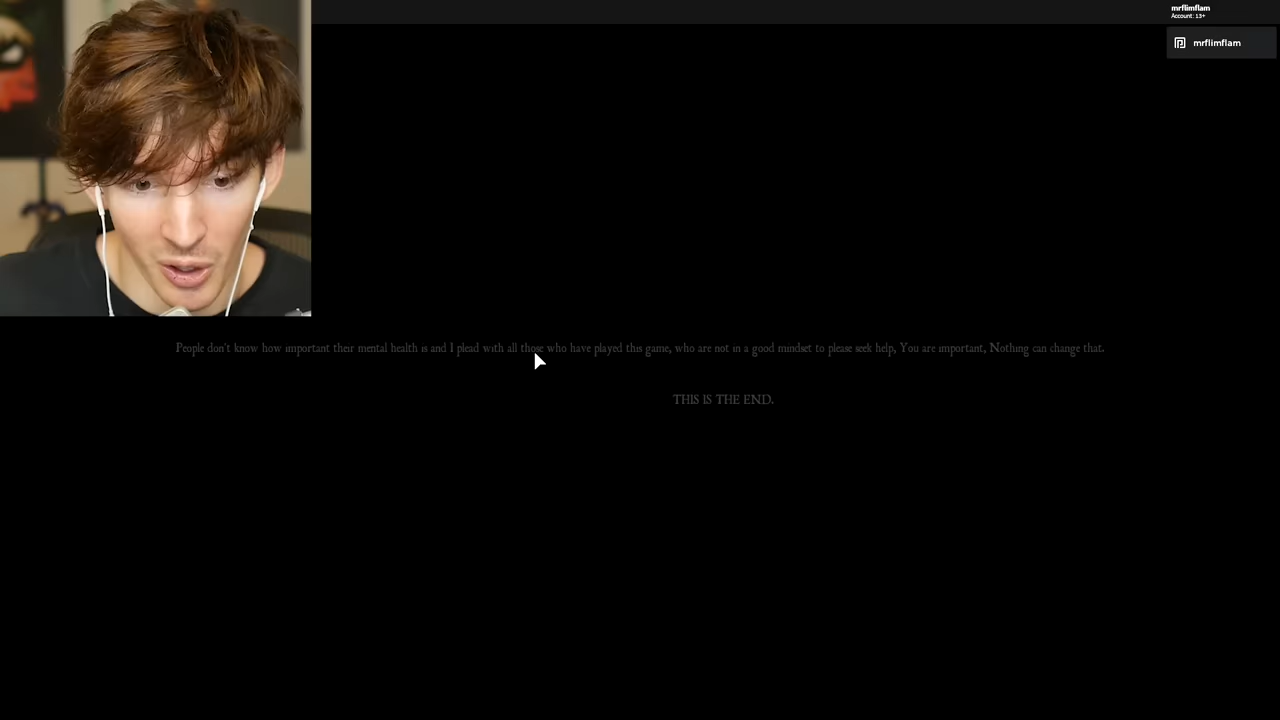 mrflimflam
Account: 13+
mrflimflam
People don't know how important their mental health is and I plead with all those who have played this game, who are not in a good mindset to please seek help, You are important, Nothing can change that.
THIS IS THE END.